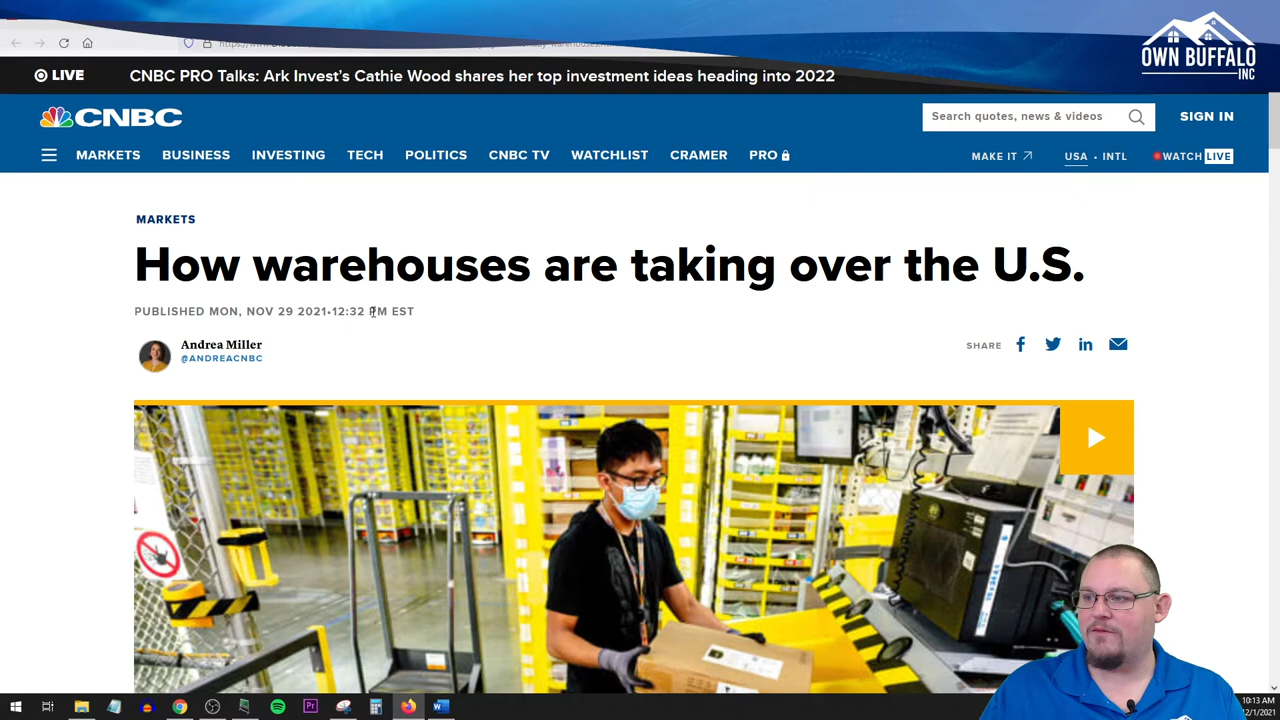 OWN BUFFALO
INC
LIVE
CNBC PRO Talks: Ark Invest's Cathie Wood shares her top investment ideas heading into 2022
CNBC
Search quotes, news & videos
SIGN IN
MARKETS BUSINESS INVESTING TECH POLITICS CNBC TV WATCHLIST CRAMER PRO
MAKE IT USA • INTL WATCH LIVE
MARKETS
How warehouses are taking over the U.S.
PUBLISHED MON, NOV 29 2021•12:32 PM EST
Andrea Miller
@ANDREACNBC
SHARE
10:13 AM
12/1/2021